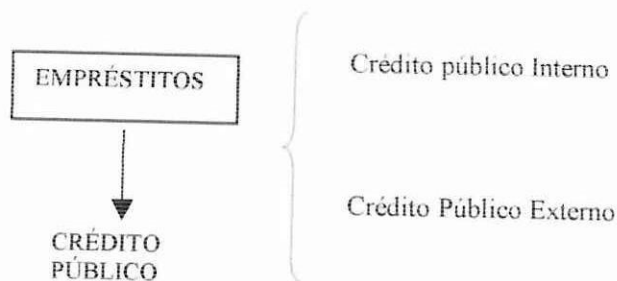 EMPRÉSTITOS
CRÉDITO
PÚBLICO
Crédito público Interno
Crédito Público Externo